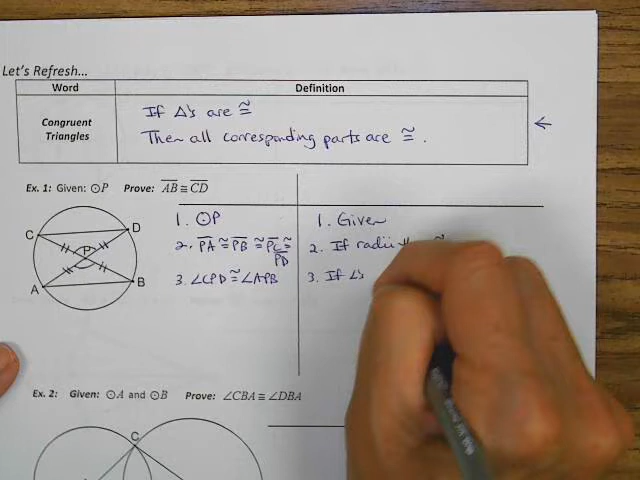 Let's Refresh...
Word Definition
Congruent Triangles
If Δ's are ≅
Then all corresponding parts are ≅.
←
Ex. 1: Given: ⊙P Prove: AB ≅ CD
C D
P
A B
1. ⊙P 1. Given
2. PA ≅ PB ≅ PC ≅ PD 2. If radii
3. ∠CPD ≅ ∠APB 3. If ∠s
Ex. 2: Given: ⊙A and ⊙B Prove: ∠CBA ≅ ∠DBA
C